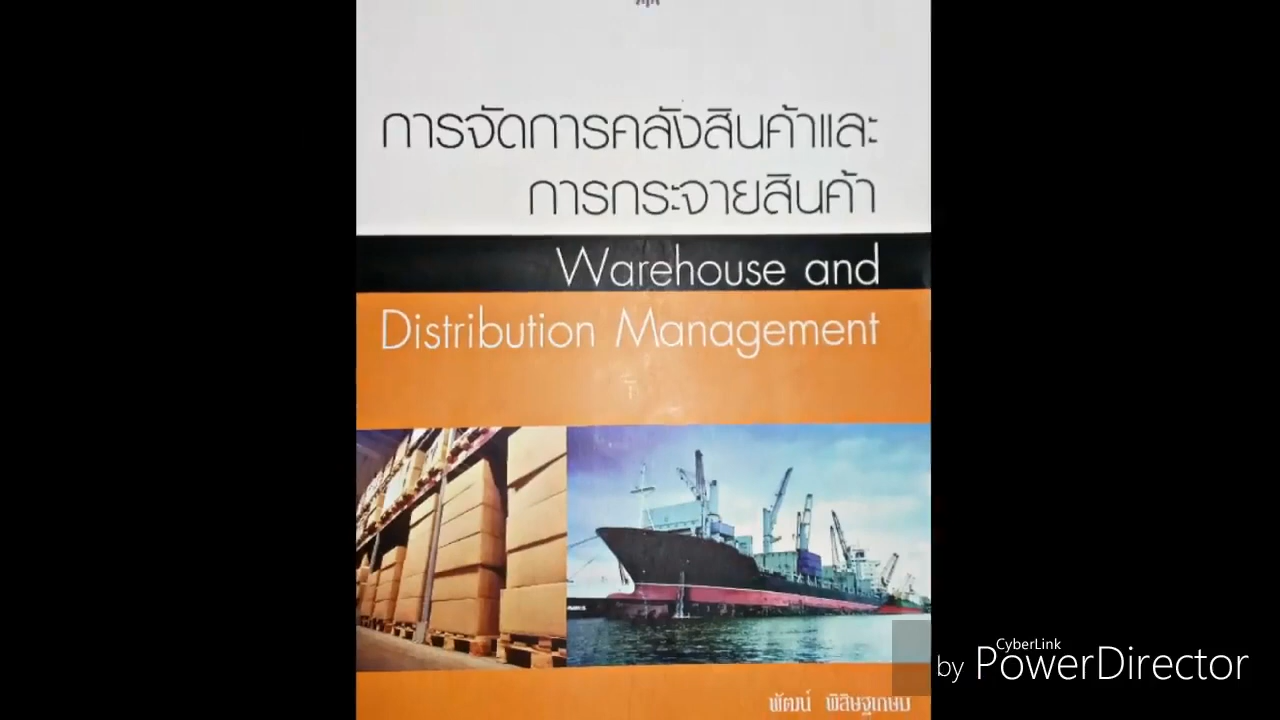 การจัดการคลังสินค้าและ
การกระจายสินค้า
Warehouse and
Distribution Management
พัฒน์ พิสิษฐเกษม
CyberLink
by PowerDirector